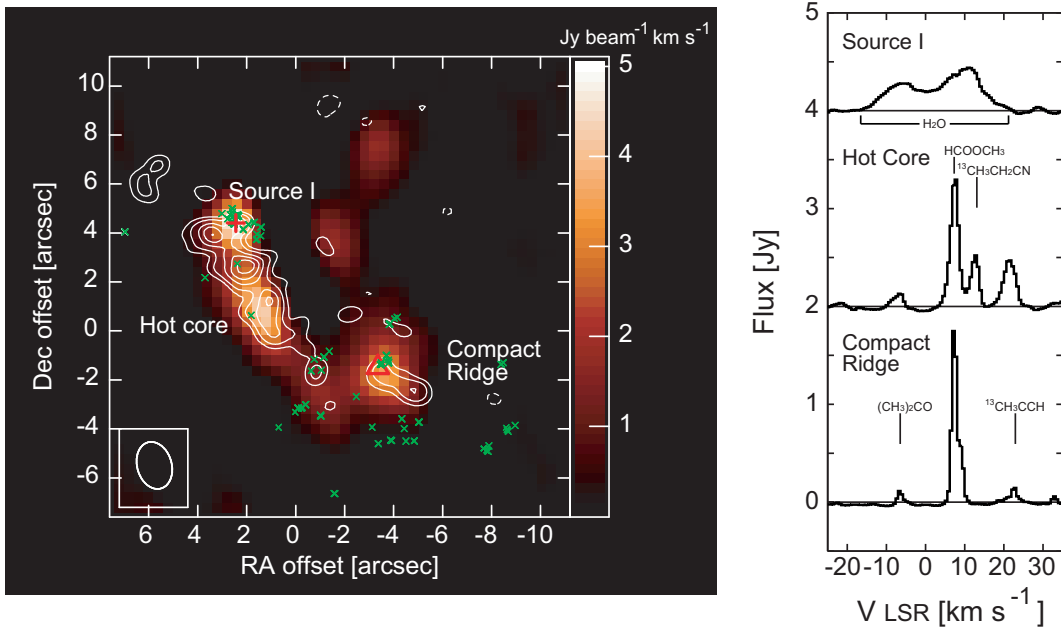 Jy beam⁻¹ km s⁻¹
10
8
6
4
2
0
-2
-4
-6
Dec offset [arcsec]
6
4
2
0
-2
-4
-6
-8
-10
RA offset [arcsec]
5
4
3
2
1
Source I
Hot core
Compact
Ridge
5
4
3
2
1
0
Flux [Jy]
Source I
H₂O
Hot Core
HCOOCH₃
¹³CH₃CH₂CN
Compact
Ridge
(CH₃)₂CO
¹³CH₃CCH
-20
-10
0
10
20
30
V LSR [km s⁻¹]